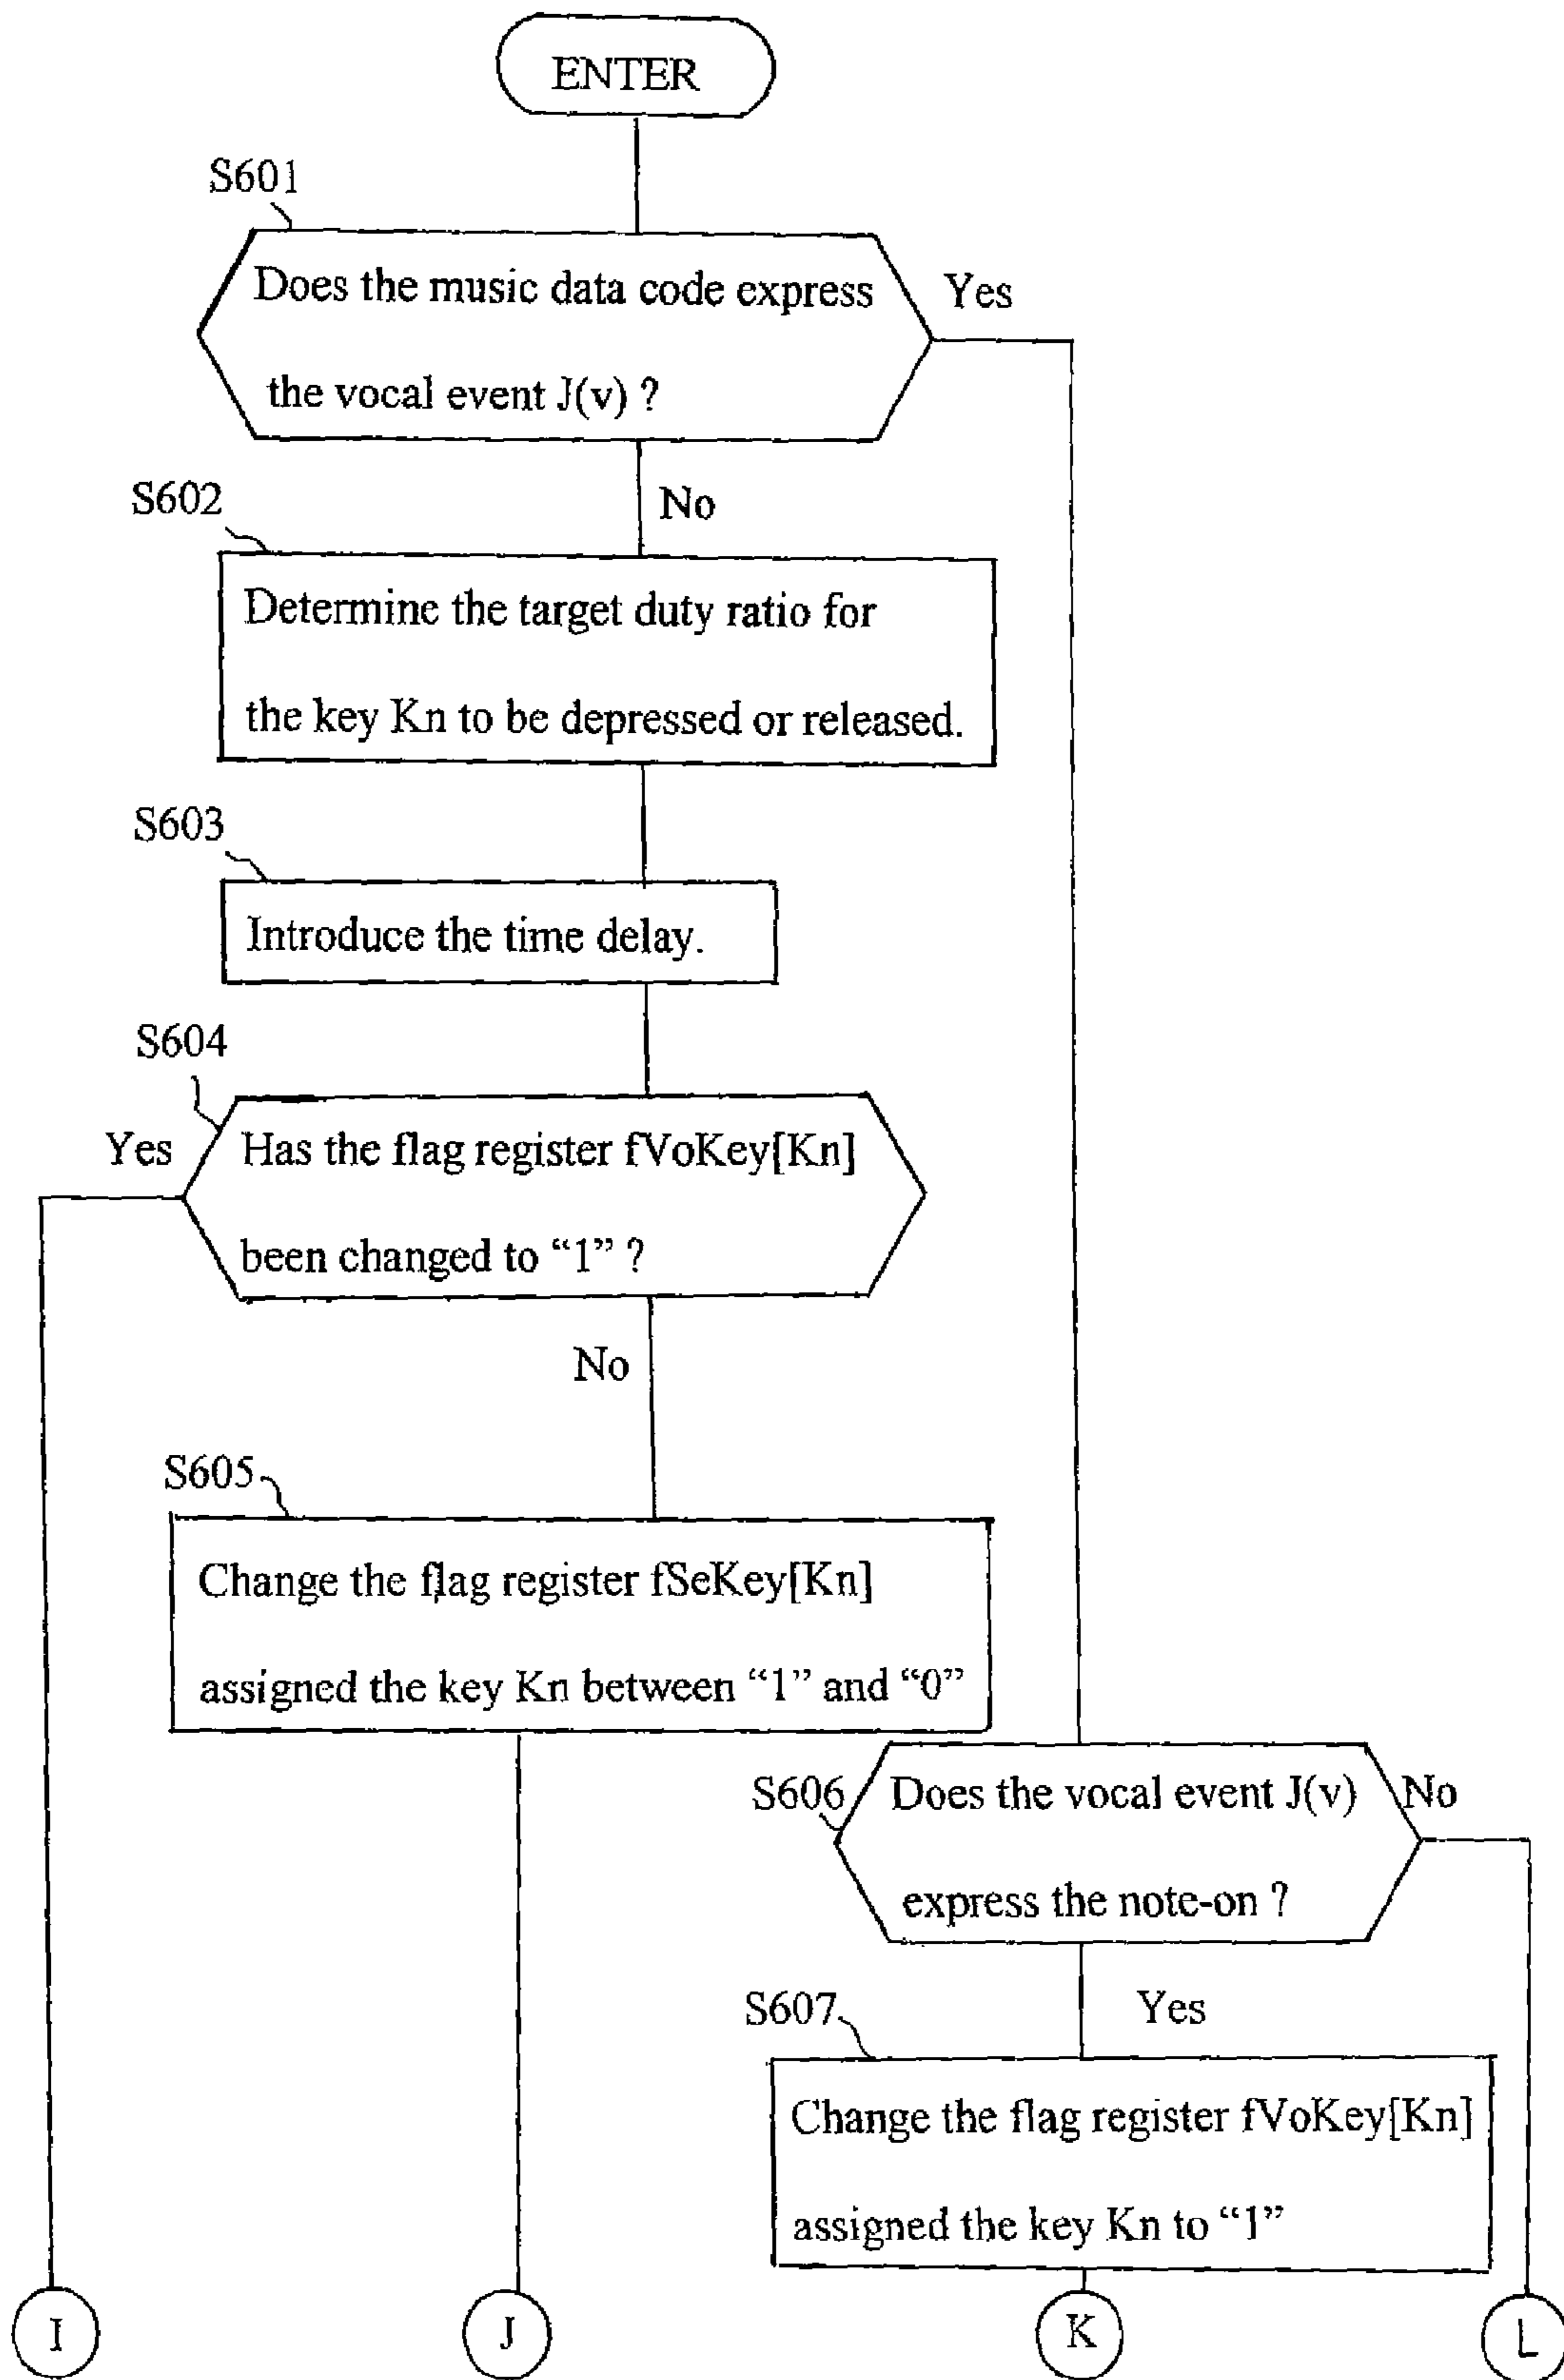 ENTER
S601
Does the music data code express
Yes
the vocal event J(v) ?
S602
No
Determine the target duty ratio for
the key Kn to be depressed or released.
S603
Introduce the time delay.
S604
Yes
Has the flag register fVoKey[Kn]
been changed to “1” ?
No
S605
Change the flag register fSeKey[Kn]
assigned the key Kn between “1” and “0”
S606
Does the vocal event J(v)
No
express the note-on ?
S607
Yes
Change the flag register fVoKey[Kn]
assigned the key Kn to “1”
I
J
K
L